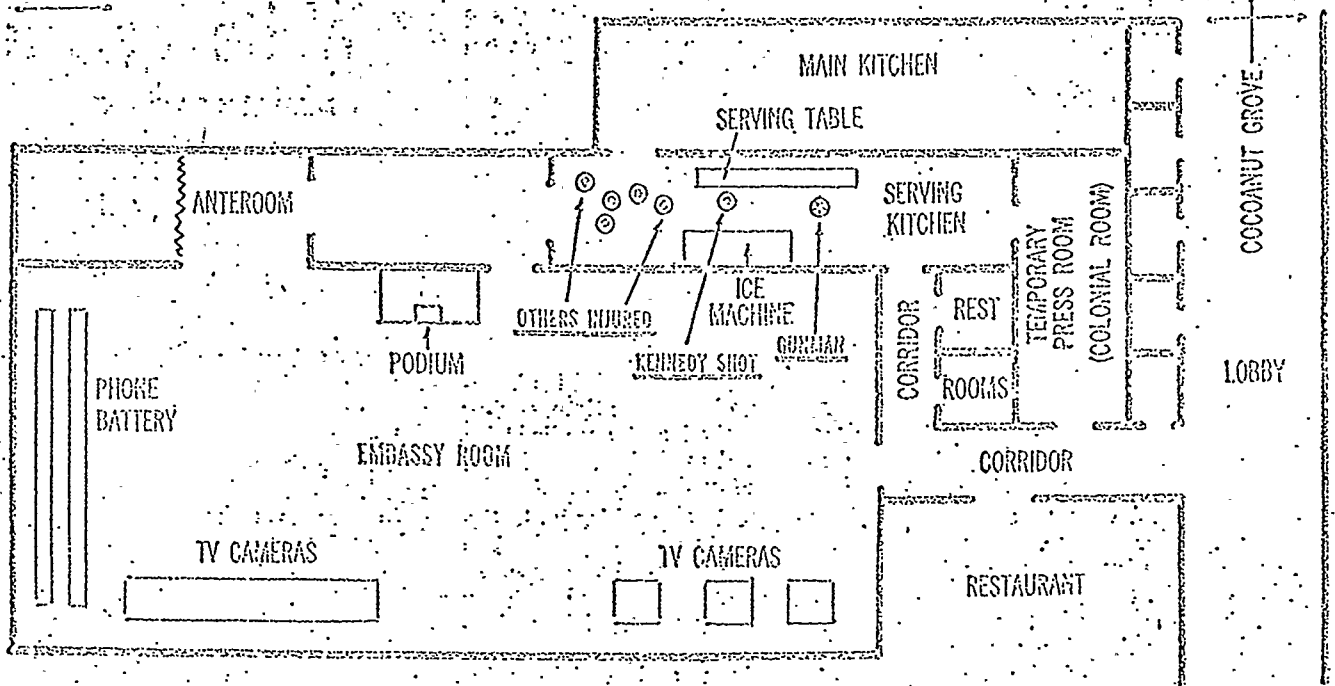 MAIN KITCHEN
SERVING TABLE
COCOANUT GROVE
ANTEROOM
SERVING
KITCHEN
TEMPORARY
PRESS ROOM
(COLONIAL ROOM)
ICE
MACHINE
OTHERS INJURED
KENNEDY SHOT
GUNMAN
PODIUM
CORRIDOR
REST
ROOMS
LOBBY
PHONE
BATTERY
EMBASSY ROOM
CORRIDOR
TV CAMERAS
TV CAMERAS
RESTAURANT